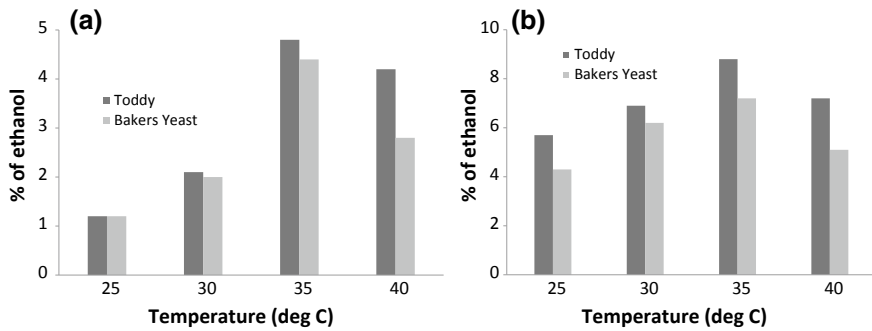 (a)
% of ethanol
5
4
3
2
1
0
Toddy
Bakers Yeast
25 30 35 40
Temperature (deg C)
(b)
% of ethanol
10
8
6
4
2
0
Toddy
Bakers Yeast
25 30 35 40
Temperature (deg C)